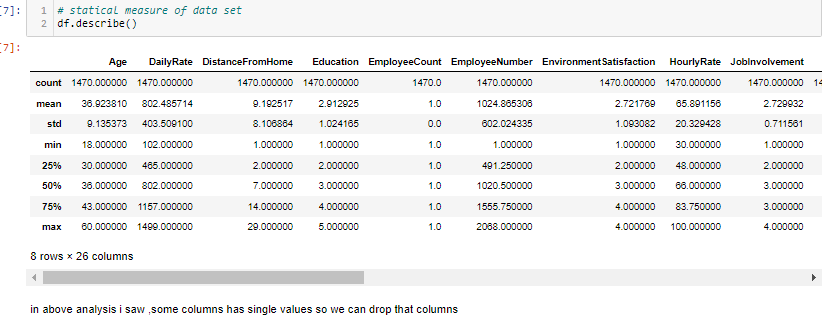 [7]: 1 # statical measure of data set
2 df.describe()
[7]:
Age DailyRate DistanceFromHome Education EmployeeCount EmployeeNumber EnvironmentSatisfaction HourlyRate JobInvolvement
count 1470.000000 1470.000000 1470.000000 1470.000000 1470.0 1470.000000 1470.000000 1470.000000 1470.000000 14
mean 36.923810 802.485714 9.192517 2.912925 1.0 1024.865306 2.721769 65.891156 2.729932
std 9.135373 403.509100 8.106864 1.024165 0.0 602.024335 1.093082 20.329428 0.711561
min 18.000000 102.000000 1.000000 1.000000 1.0 1.000000 1.000000 30.000000 1.000000
25% 30.000000 465.000000 2.000000 2.000000 1.0 491.250000 2.000000 48.000000 2.000000
50% 36.000000 802.000000 7.000000 3.000000 1.0 1020.500000 3.000000 66.000000 3.000000
75% 43.000000 1157.000000 14.000000 4.000000 1.0 1555.750000 4.000000 83.750000 3.000000
max 60.000000 1499.000000 29.000000 5.000000 1.0 2068.000000 4.000000 100.000000 4.000000
8 rows × 26 columns
in above analysis i saw ,some columns has single values so we can drop that columns